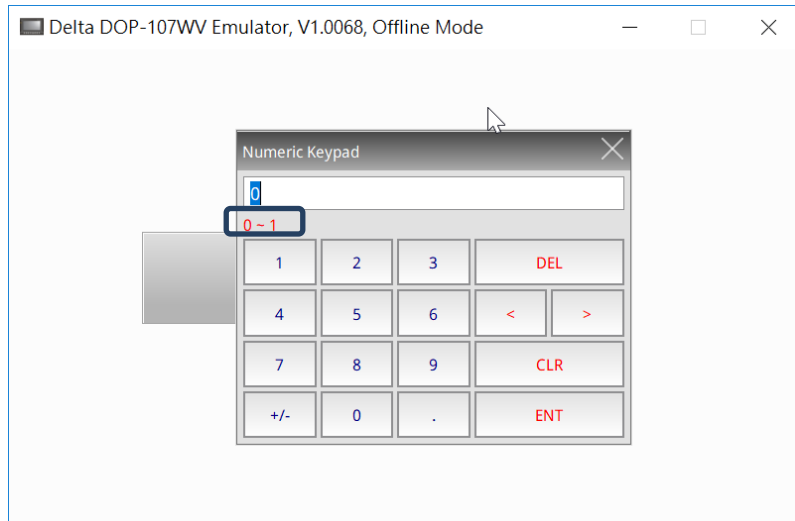 Delta DOP-107WV Emulator, V1.0068, Offline Mode
Numeric Keypad
0
0 ~ 1
1 2 3 DEL
4 5 6 < >
7 8 9 CLR
+/- 0 . ENT